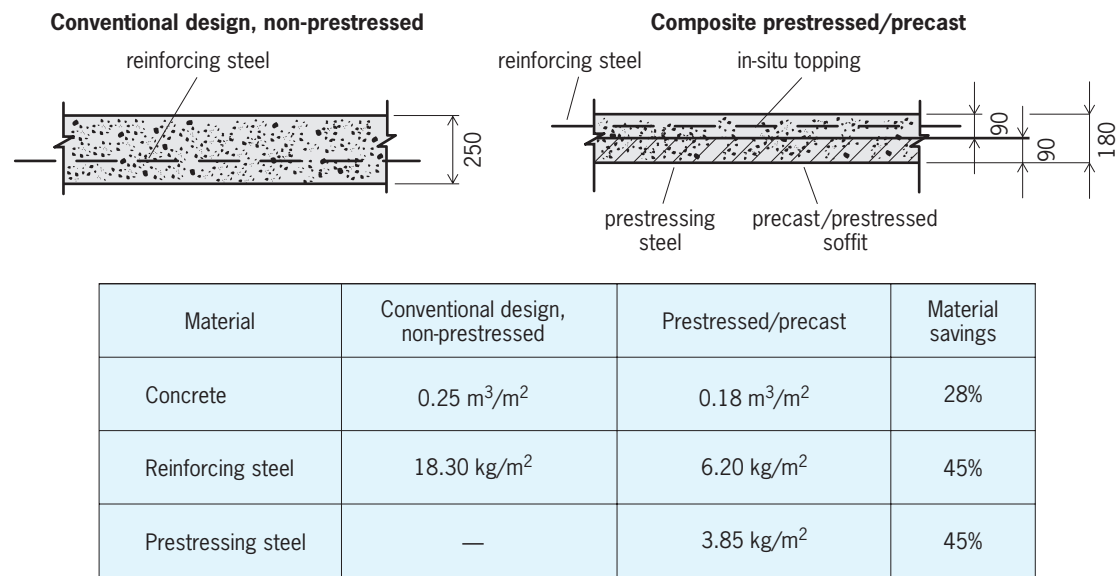 Conventional design, non-prestressed
reinforcing steel
250
Composite prestressed/precast
reinforcing steel
in-situ topping
90
90
180
prestressing
steel
precast/prestressed
soffit
Material
Conventional design,
non-prestressed
Prestressed/precast
Material
savings
Concrete
0.25 m³/m²
0.18 m³/m²
28%
Reinforcing steel
18.30 kg/m²
6.20 kg/m²
45%
Prestressing steel
—
3.85 kg/m²
45%